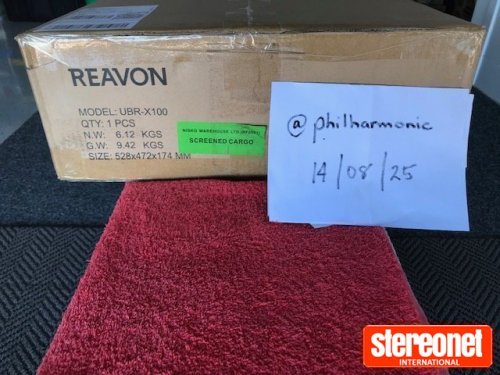 REAVON
MODEL: UBR-X100
QTY: 1 PCS
N.W: 6.12 KGS
G.W: 9.42 KGS
SIZE: 528x472x174 MM
SCREENED CARGO
@philharmonic
14/08/25
stereonet
INTERNATIONAL